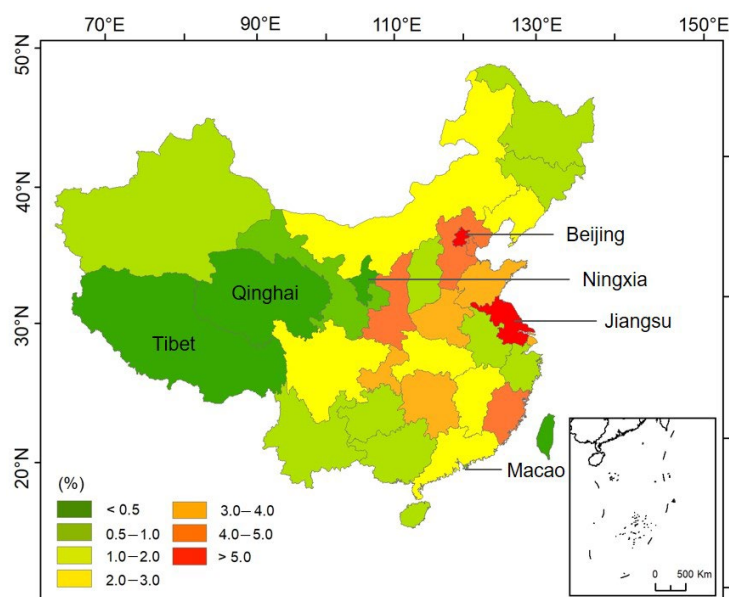 70°E 90°E 110°E 130°E 150°E
50°N
40°N
30°N
20°N
Beijing
Ningxia
Qinghai
Jiangsu
Tibet
Macao
(%)
< 0.5
0.5—1.0
1.0—2.0
2.0—3.0
3.0—4.0
4.0—5.0
> 5.0
0 500 Km